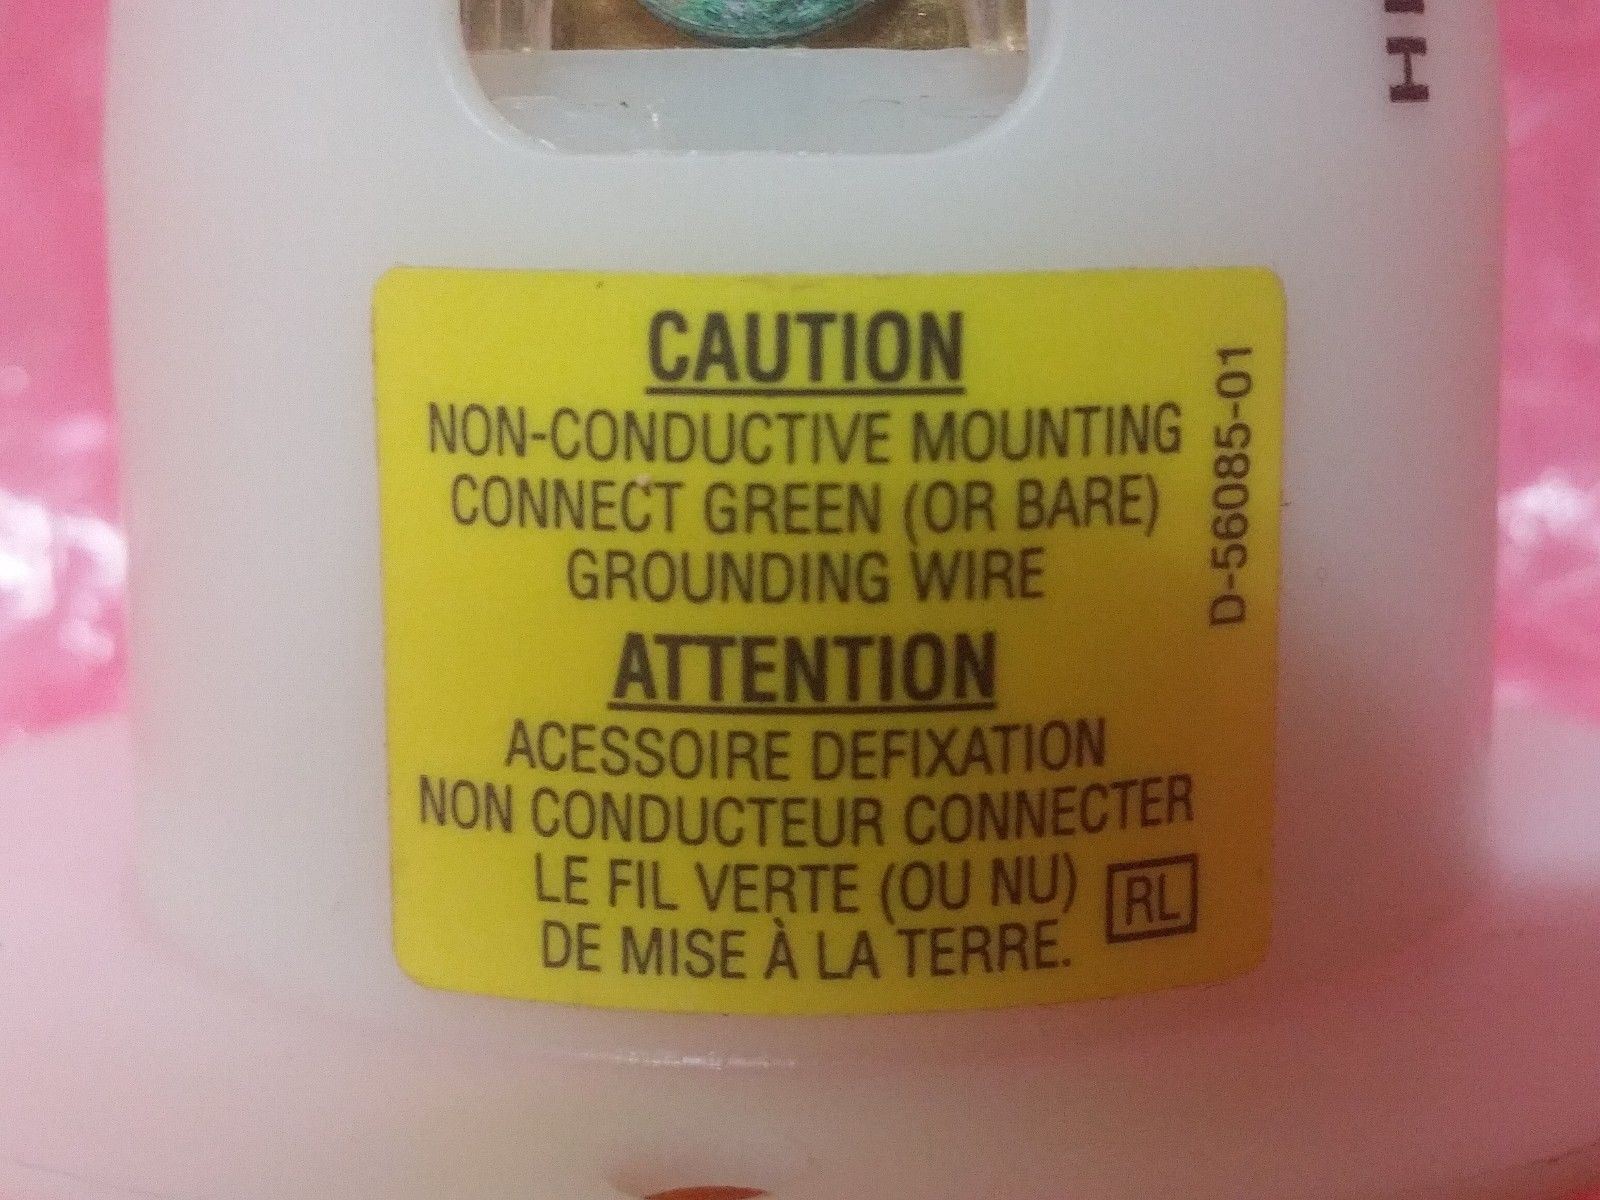 H
CAUTION
NON-CONDUCTIVE MOUNTING
CONNECT GREEN (OR BARE)
GROUNDING WIRE
D-56085-01
ATTENTION
ACESSOIRE DEFIXATION
NON CONDUCTEUR CONNECTER
LE FIL VERTE (OU NU)
DE MISE À LA TERRE.
RL